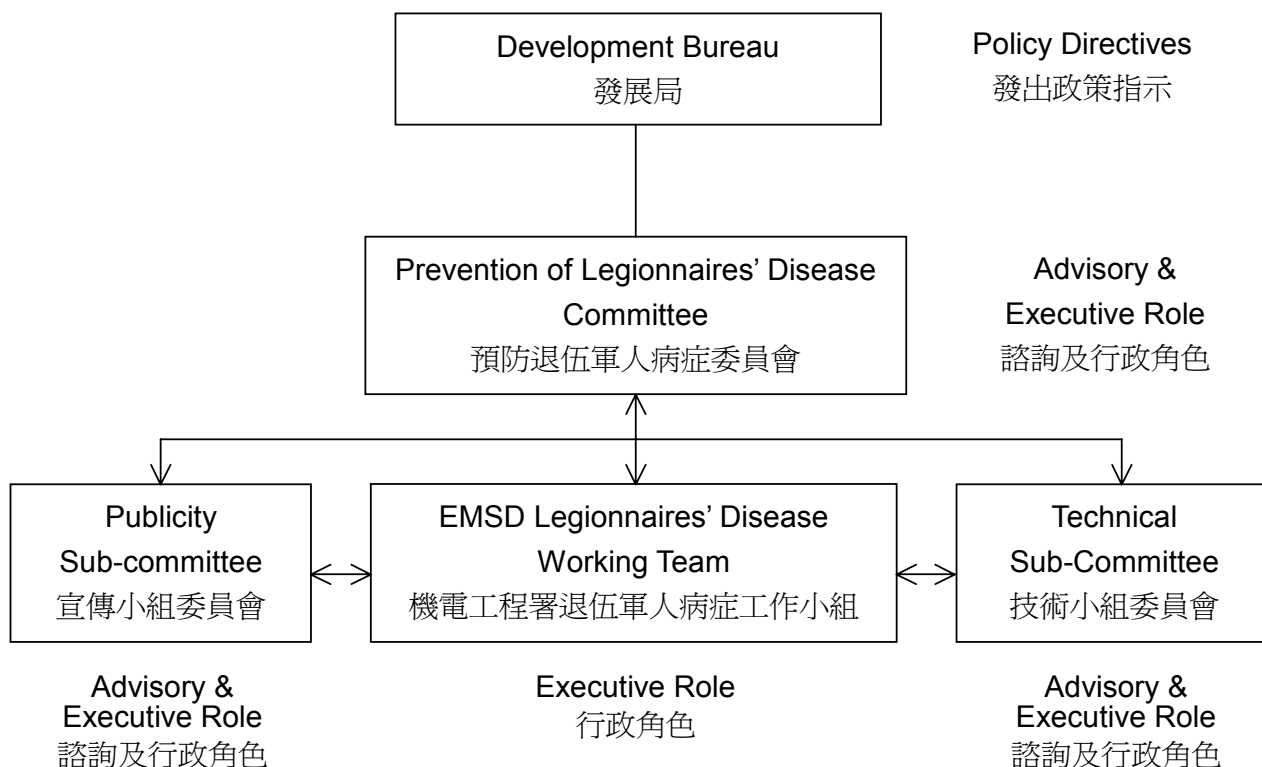 Development Bureau
發展局
Policy Directives
發出政策指示
Prevention of Legionnaires’ Disease
Committee
預防退伍軍人病症委員會
Advisory &
Executive Role
諮詢及行政角色
Publicity
Sub-committee
宣傳小組委員會
EMSD Legionnaires’ Disease
Working Team
機電工程署退伍軍人病症工作小組
Technical
Sub-Committee
技術小組委員會
Advisory &
Executive Role
諮詢及行政角色
Executive Role
行政角色
Advisory &
Executive Role
諮詢及行政角色